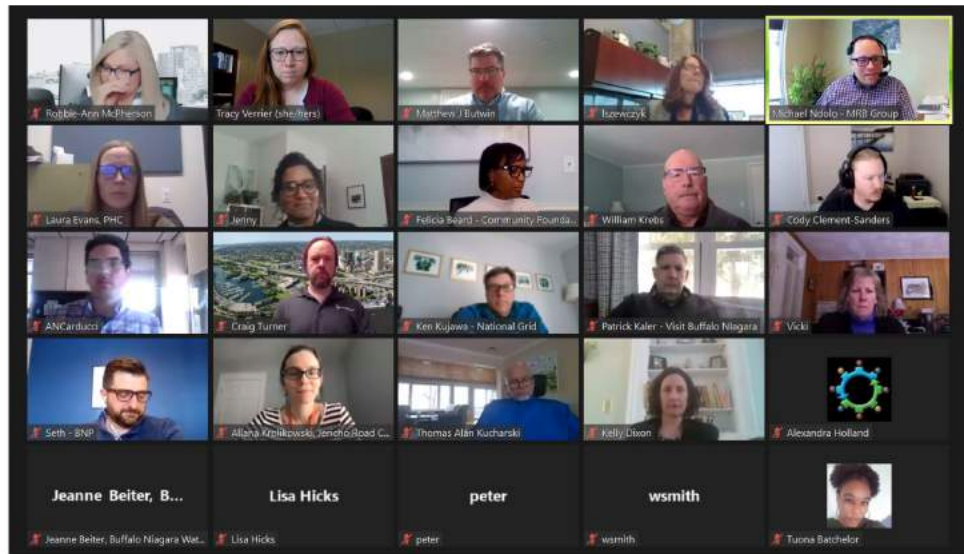 Robbie-Ann McPherson
Tracy Verrier (she/hers)
Matthew J Butwin
lszewczyk
Michael Ndolo - MRB Group
Laura Evans, PHC
Jenny
Felicia Beard - Community Founda...
William Krebs
Cody Clement-Sanders
ANCarducci
Craig Turner
Ken Kujawa - National Grid
Patrick Kaler - Visit Buffalo Niagara
Vicki
Seth - BNP
Allana Krolikowski, Jericho Road C...
Thomas Alan Kucharski
Kelly Dixon
Alexandra Holland
Jeanne Beiter, B...
Lisa Hicks
peter
wsmith
Jeanne Beiter, Buffalo Niagara Wat...
Lisa Hicks
peter
wsmith
Tuona Batchelor